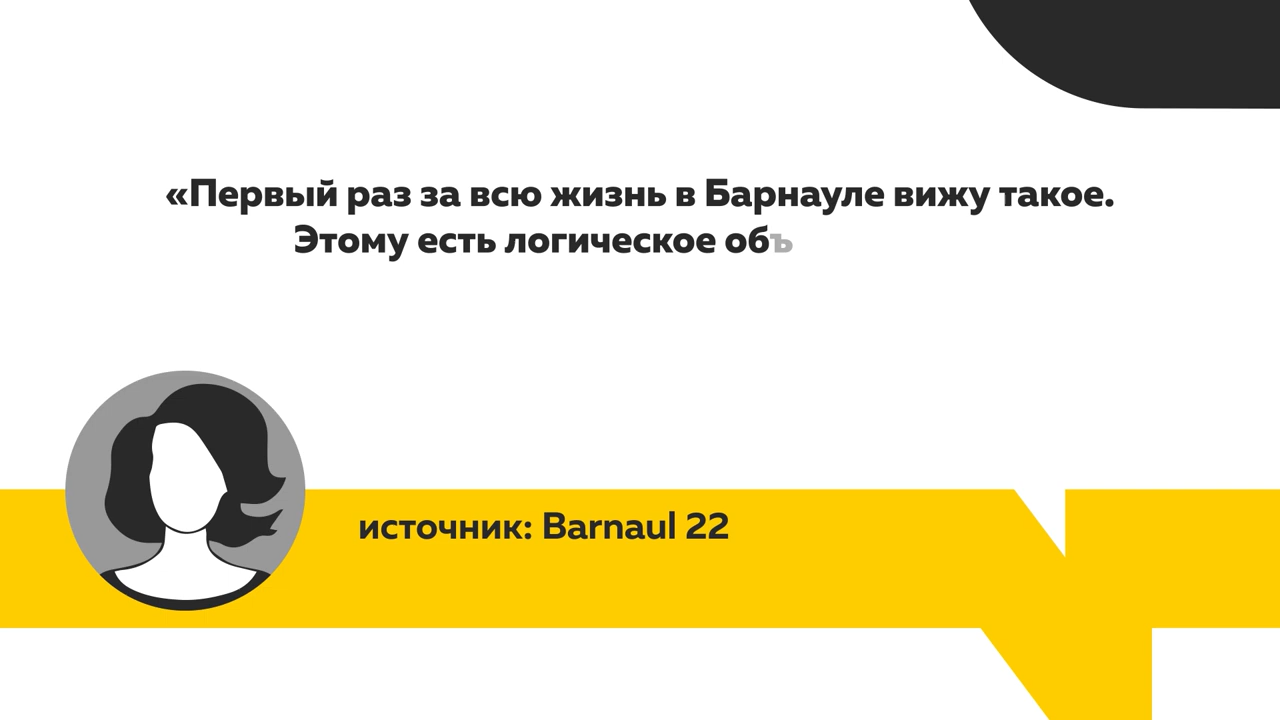 «Первый раз за всю жизнь в Барнауле вижу такое.
Этому есть логическое объ
источник: Barnaul 22